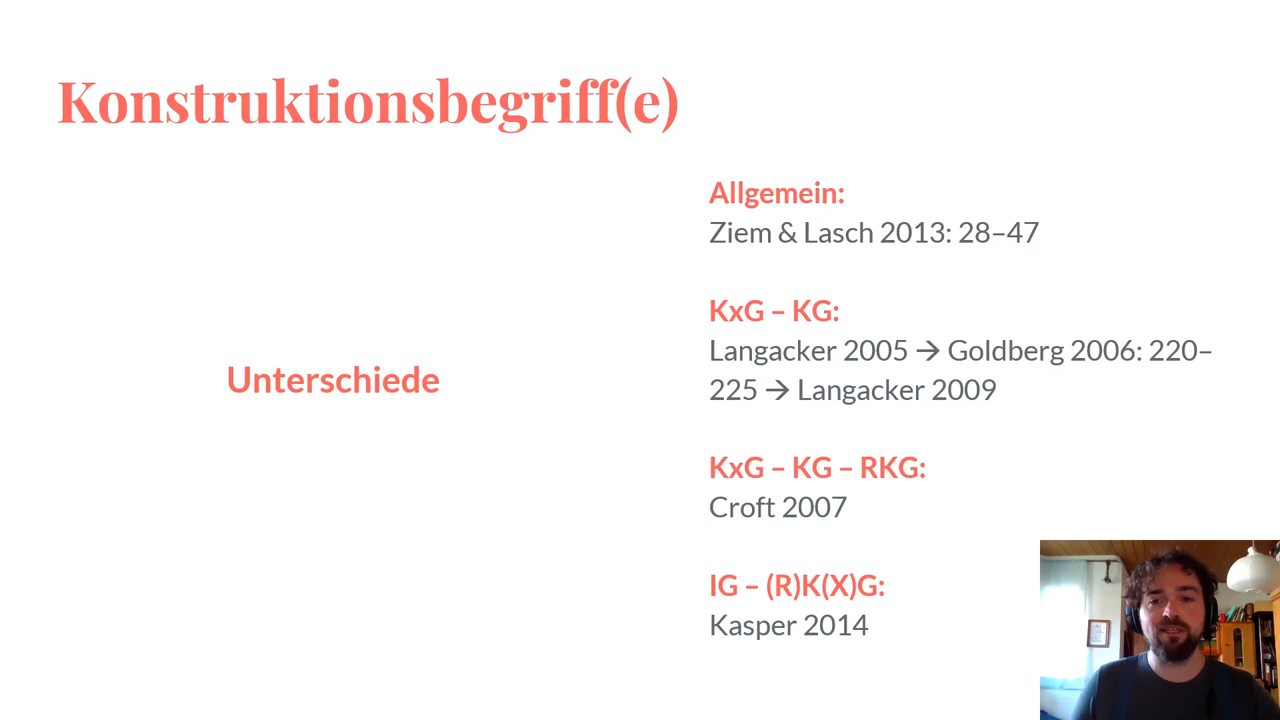 Konstruktionsbegriff(e)
Unterschiede
Allgemein:
Ziem & Lasch 2013: 28–47
KxG – KG:
Langacker 2005 → Goldberg 2006: 220–
225 → Langacker 2009
KxG – KG – RKG:
Croft 2007
IG – (R)K(X)G:
Kasper 2014